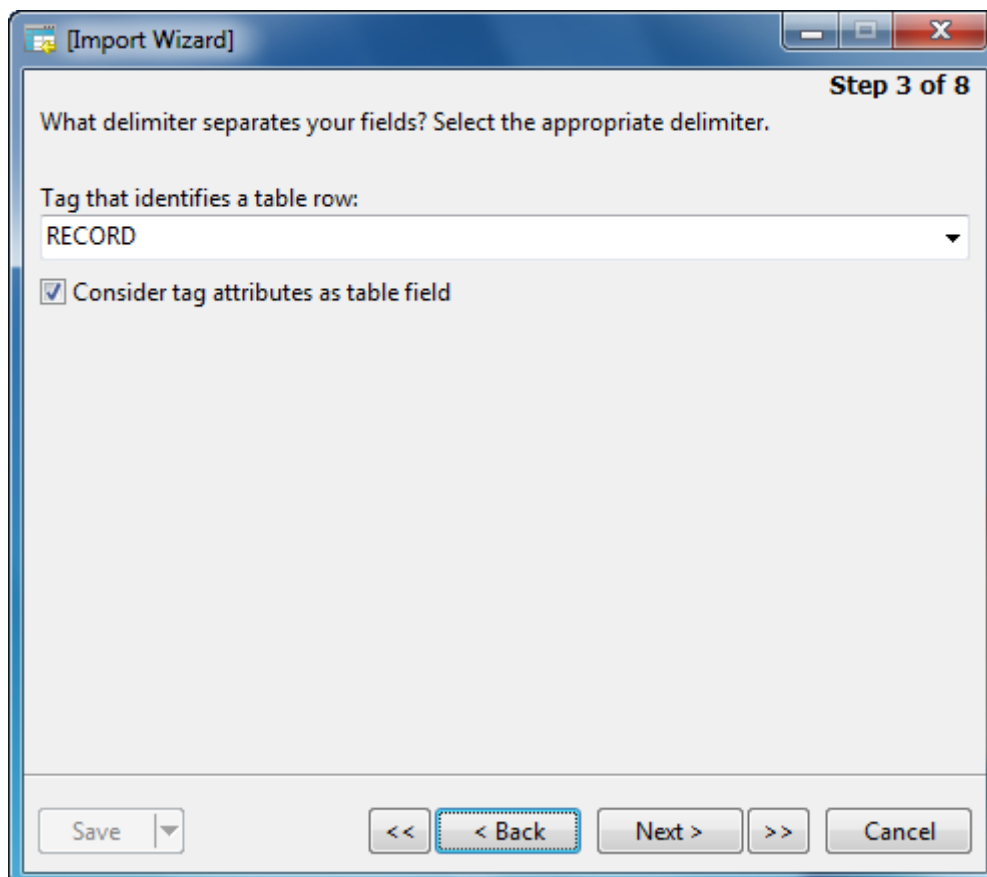 [Import Wizard]
Step 3 of 8
What delimiter separates your fields? Select the appropriate delimiter.
Tag that identifies a table row:
RECORD
Consider tag attributes as table field
Save << < Back Next > >> Cancel